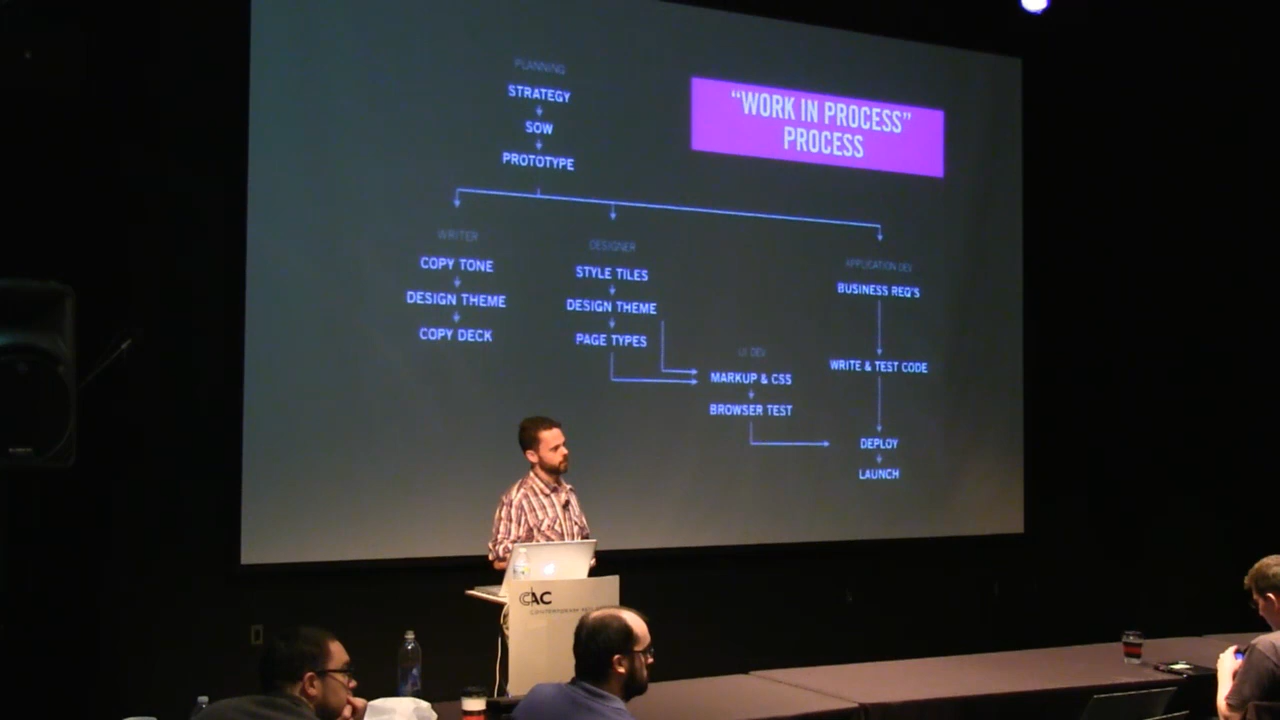 PLANNING
STRATEGY
SOW
PROTOTYPE
"WORK IN PROCESS"
PROCESS
WRITER
COPY TONE
DESIGN THEME
COPY DECK
DESIGNER
STYLE TILES
DESIGN THEME
PAGE TYPES
UI DEV
MARKUP & CSS
BROWSER TEST
APPLICATION DEV
BUSINESS REQ'S
WRITE & TEST CODE
DEPLOY
LAUNCH
CAC
CONTEMPORARY